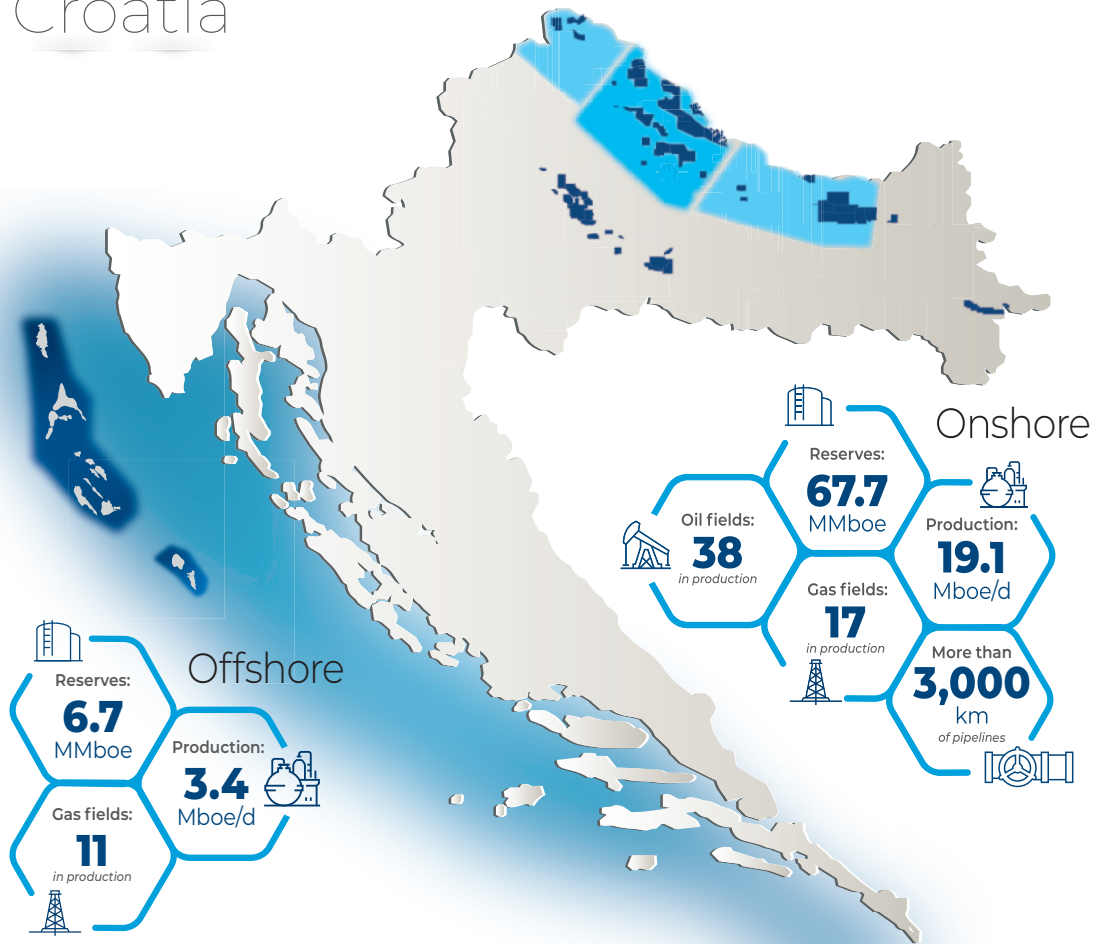 Croatia
Onshore
Reserves:
67.7
MMboe
Oil fields:
38
in production
Production:
19.1
Mboe/d
Gas fields:
17
in production
More than
3,000
km
of pipelines
Offshore
Reserves:
6.7
MMboe
Production:
3.4
Mboe/d
Gas fields:
11
in production